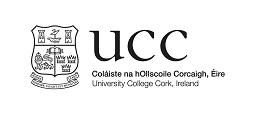 UCC
Coláiste na hOllscoile Corcaigh, Éire
University College Cork, Ireland